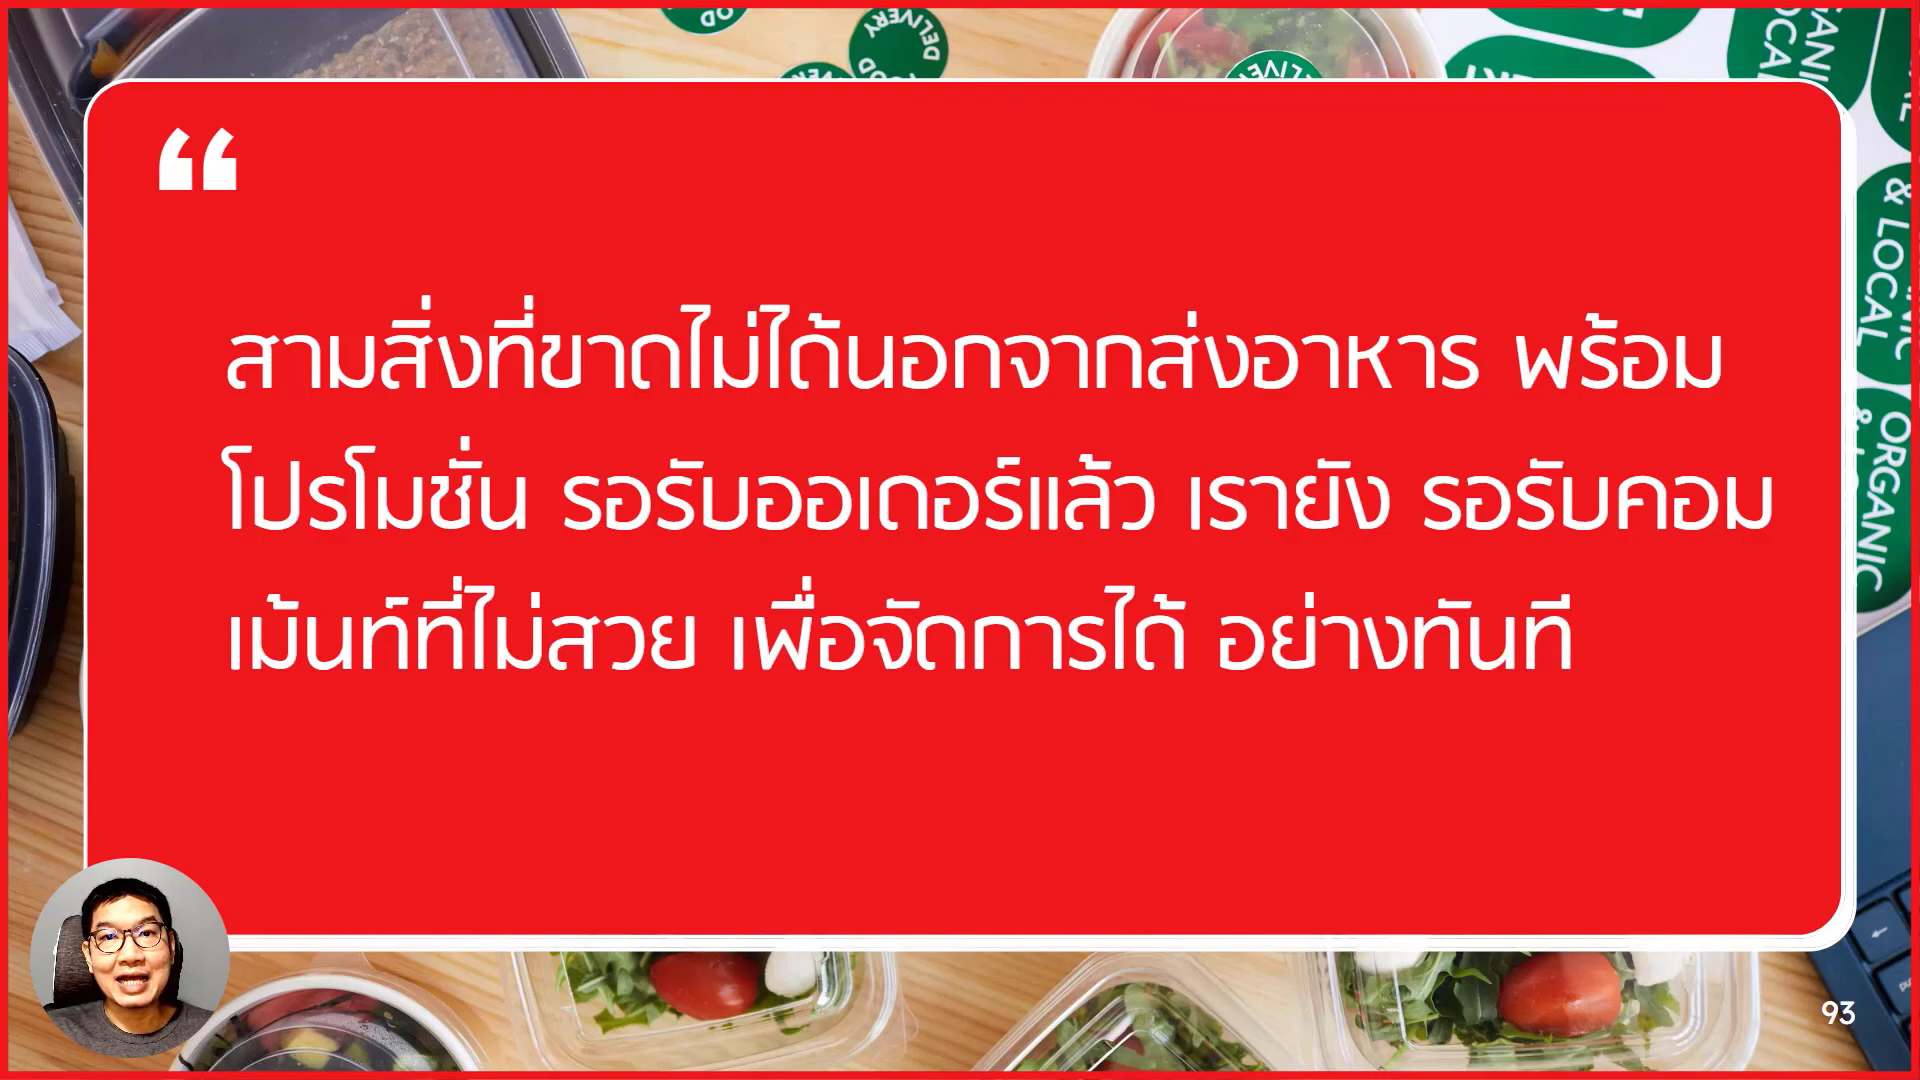 DELIVERY
FOOD
& LOCAL
ORGANIC
“
สามสิ่งที่ขาดไม่ได้นอกจากส่งอาหาร พร้อม
โปรโมชั่น รอรับออเดอร์แล้ว เรายัง รอรับคอม
เม้นท์ที่ไม่สวย เพื่อจัดการได้ อย่างทันที
93